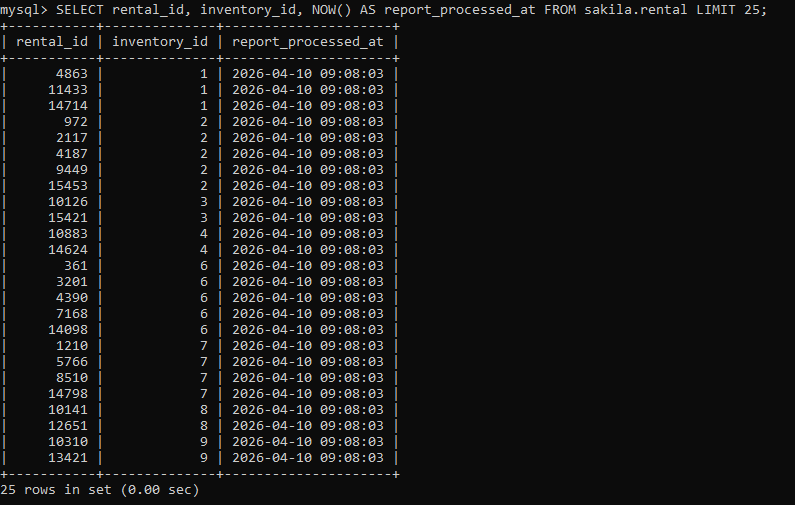 mysql> SELECT rental_id, inventory_id, NOW() AS report_processed_at FROM sakila.rental LIMIT 25;
+-----------+--------------+---------------------+
| rental_id | inventory_id | report_processed_at |
+-----------+--------------+---------------------+
|      4863 |            1 | 2026-04-10 09:08:03 |
|     11433 |            1 | 2026-04-10 09:08:03 |
|     14714 |            1 | 2026-04-10 09:08:03 |
|       972 |            2 | 2026-04-10 09:08:03 |
|      2117 |            2 | 2026-04-10 09:08:03 |
|      4187 |            2 | 2026-04-10 09:08:03 |
|      9449 |            2 | 2026-04-10 09:08:03 |
|     15453 |            2 | 2026-04-10 09:08:03 |
|     10126 |            3 | 2026-04-10 09:08:03 |
|     15421 |            3 | 2026-04-10 09:08:03 |
|     10883 |            4 | 2026-04-10 09:08:03 |
|     14624 |            4 | 2026-04-10 09:08:03 |
|       361 |            6 | 2026-04-10 09:08:03 |
|      3201 |            6 | 2026-04-10 09:08:03 |
|      4390 |            6 | 2026-04-10 09:08:03 |
|      7168 |            6 | 2026-04-10 09:08:03 |
|     14098 |            6 | 2026-04-10 09:08:03 |
|      1210 |            7 | 2026-04-10 09:08:03 |
|      5766 |            7 | 2026-04-10 09:08:03 |
|      8510 |            7 | 2026-04-10 09:08:03 |
|     14798 |            7 | 2026-04-10 09:08:03 |
|     10141 |            8 | 2026-04-10 09:08:03 |
|     12651 |            8 | 2026-04-10 09:08:03 |
|     10310 |            9 | 2026-04-10 09:08:03 |
|     13421 |            9 | 2026-04-10 09:08:03 |
+-----------+--------------+---------------------+
25 rows in set (0.00 sec)